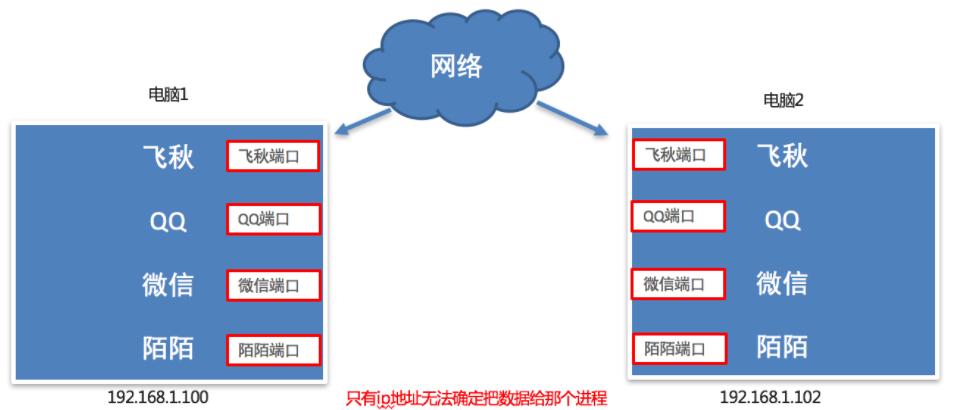 网络
电脑1
飞秋
飞秋端口
QQ
QQ端口
微信
微信端口
陌陌
陌陌端口
192.168.1.100
电脑2
飞秋端口
飞秋
QQ端口
QQ
微信端口
微信
陌陌端口
陌陌
192.168.1.102
只有ip地址无法确定把数据给那个进程